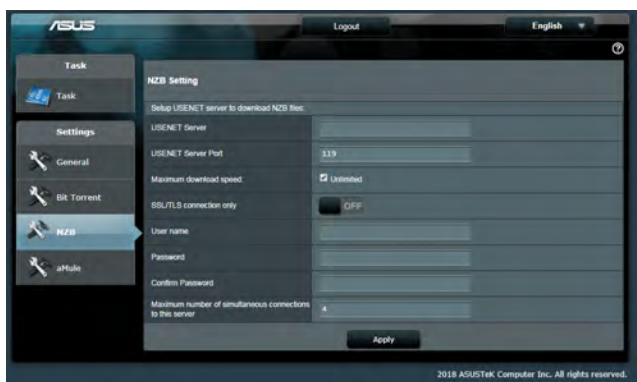 ASUS
Logout
English
Task
Task
Settings
General
Bit Torrent
NZB
aMule
NZB Setting
Setup USENET server to download NZB files:
USENET Server
USENET Server Port
119
Maximum download speed:
Unlimited
SSL/TLS connection only
OFF
User name
Password
Confirm Password
Maximum number of simultaneous connections
to this server
4
Apply
2018 ASUSTeK Computer Inc. All rights reserved.